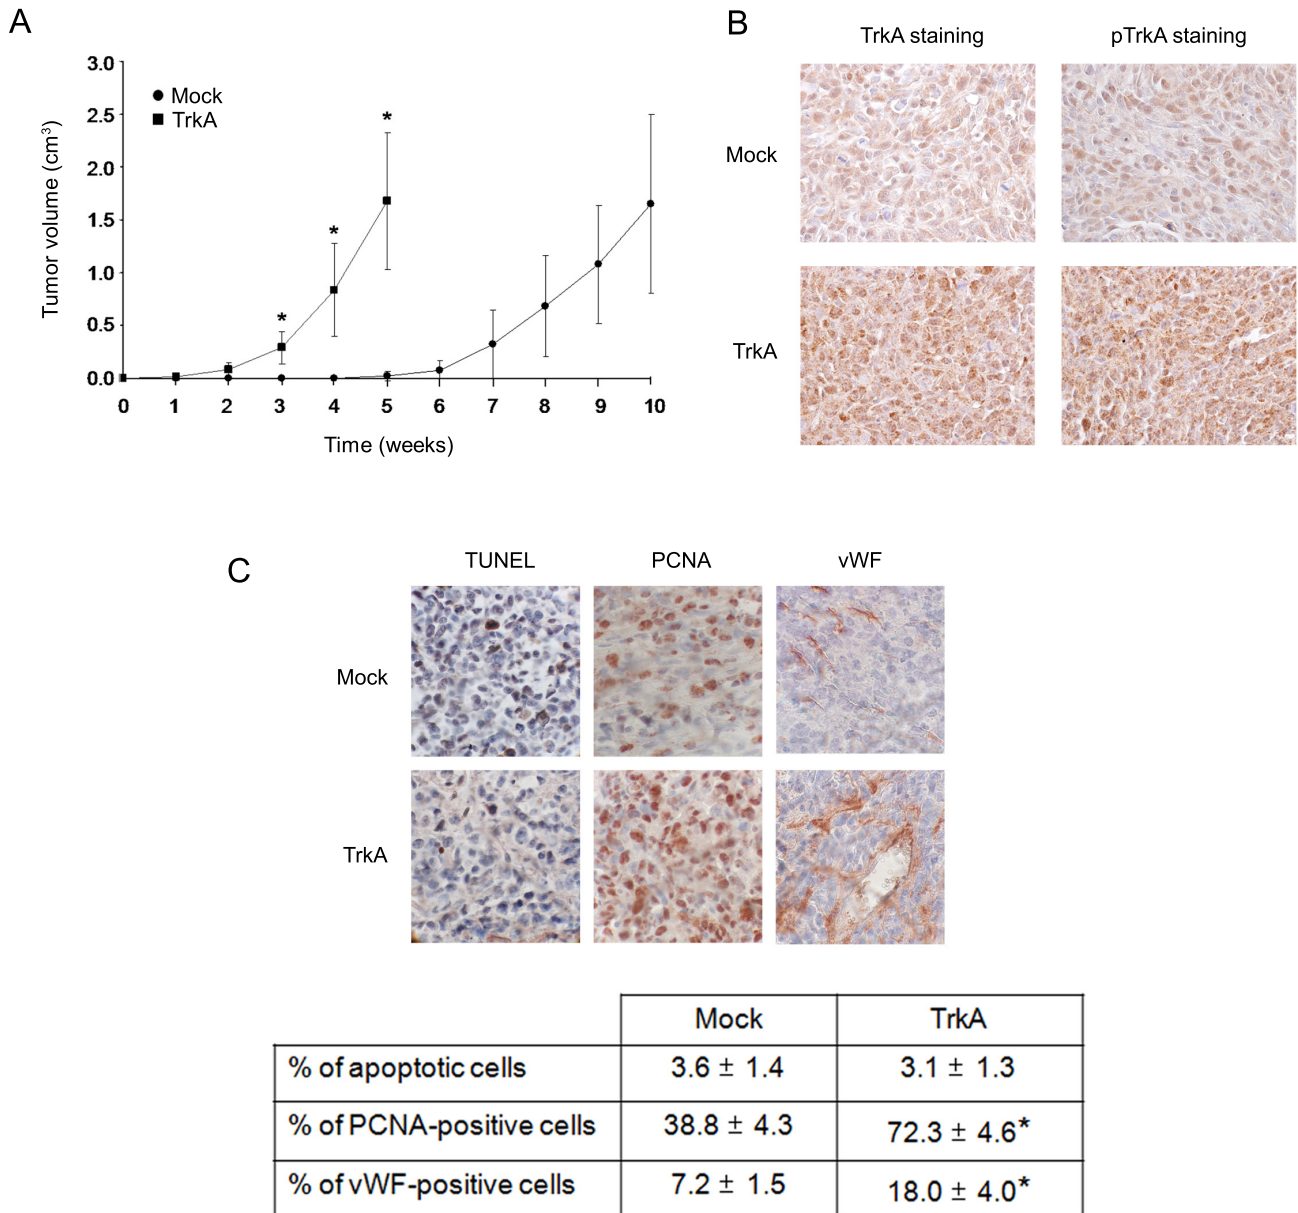 A
Tumor volume (cm³)
3.0
2.5
2.0
1.5
1.0
0.5
0.0
Mock
TrkA
*
*
*
0 1 2 3 4 5 6 7 8 9 10
Time (weeks)
B
TrkA staining pTrkA staining
Mock
TrkA
C
TUNEL PCNA vWF
Mock
TrkA
Mock TrkA
% of apoptotic cells 3.6 ± 1.4 3.1 ± 1.3
% of PCNA-positive cells 38.8 ± 4.3 72.3 ± 4.6*
% of vWF-positive cells 7.2 ± 1.5 18.0 ± 4.0*